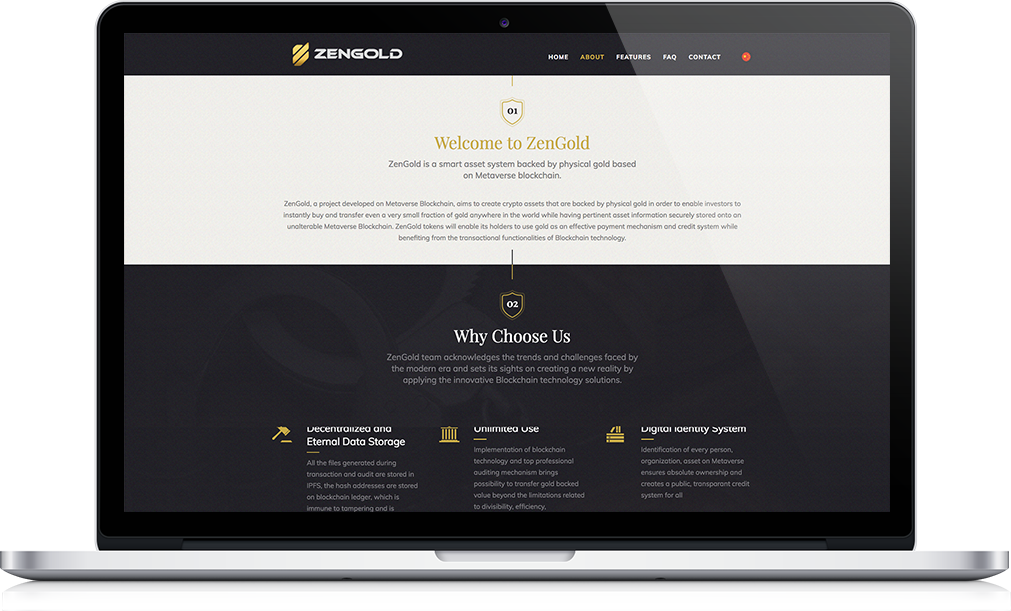 ZENGOLD
HOME ABOUT FEATURES FAQ CONTACT
01
Welcome to ZenGold
ZenGold is a smart asset system backed by physical gold based
on Metaverse blockchain.
ZenGold, a project developed on Metaverse Blockchain, aims to create crypto assets that are backed by physical gold in order to enable investors to
instantly buy and transfer even a very small fraction of gold anywhere in the world while having pertinent asset information securely stored onto an
unalterable Metaverse Blockchain. ZenGold tokens will enable its holders to use gold as an effective payment mechanism and credit system while
benefiting from the transactional functionalities of Blockchain technology.
02
Why Choose Us
ZenGold team acknowledges the trends and challenges faced by
the modern era and sets its sights on creating a new reality by
applying the innovative Blockchain technology solutions.
Decentralized and
Eternal Data Storage
All the files generated during
transaction and audit are stored in
IPFS, the hash addresses are stored
on blockchain ledger, which is
immune to tampering and is
Unlimited Use
Implementation of blockchain
technology and top professional
auditing mechanism brings
possibility to transfer gold backed
value beyond the limitations related
to divisibility, efficiency,
Digital Identity System
Identification of every person,
organization, asset on Metaverse
ensures absolute ownership and
creates a public, transparant credit
system for all